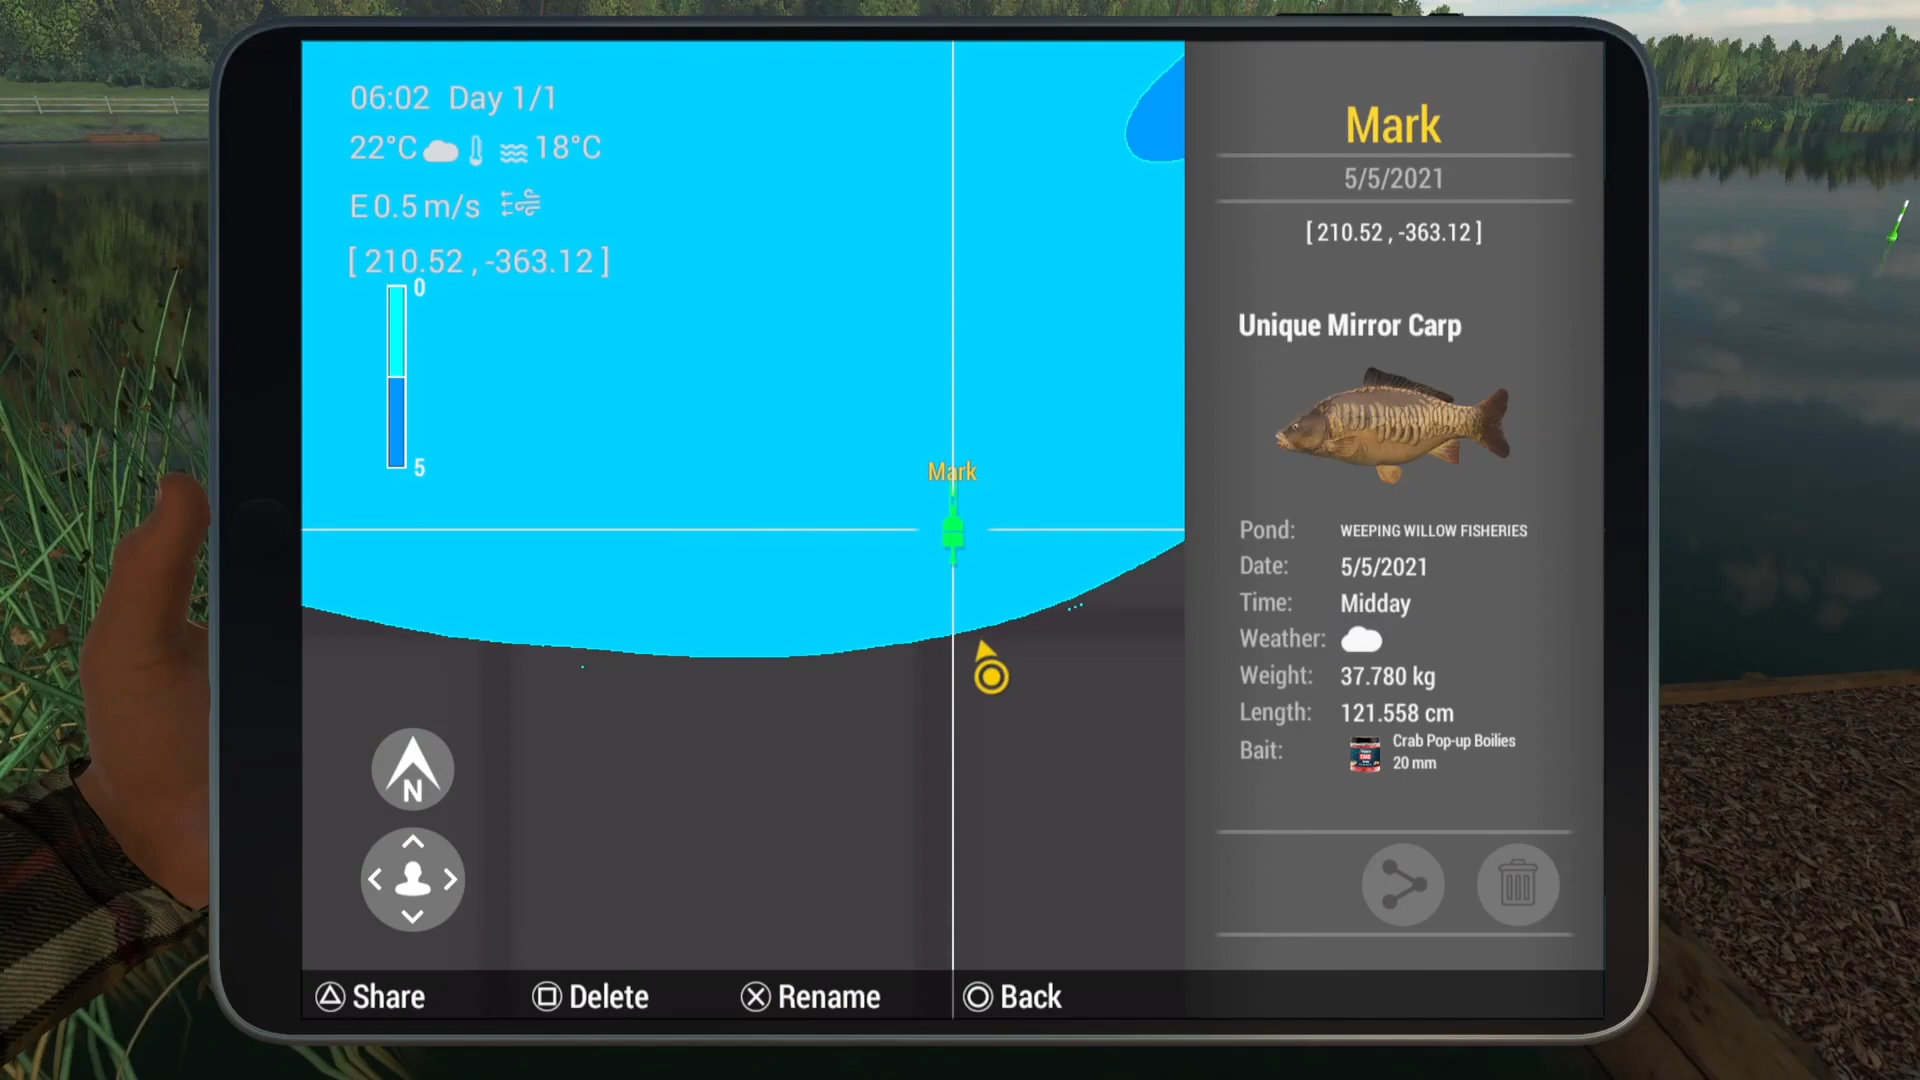 06:02 Day 1/1
22°C 18°C
E 0.5 m/s
[ 210.52 , -363.12 ]
0
5
Mark
N
Mark
5/5/2021
[ 210.52 , -363.12 ]
Unique Mirror Carp
Pond: WEEPING WILLOW FISHERIES
Date: 5/5/2021
Time: Midday
Weather:
Weight: 37.780 kg
Length: 121.558 cm
Bait: Crab Pop-up Boilies
20 mm
Share Delete Rename Back